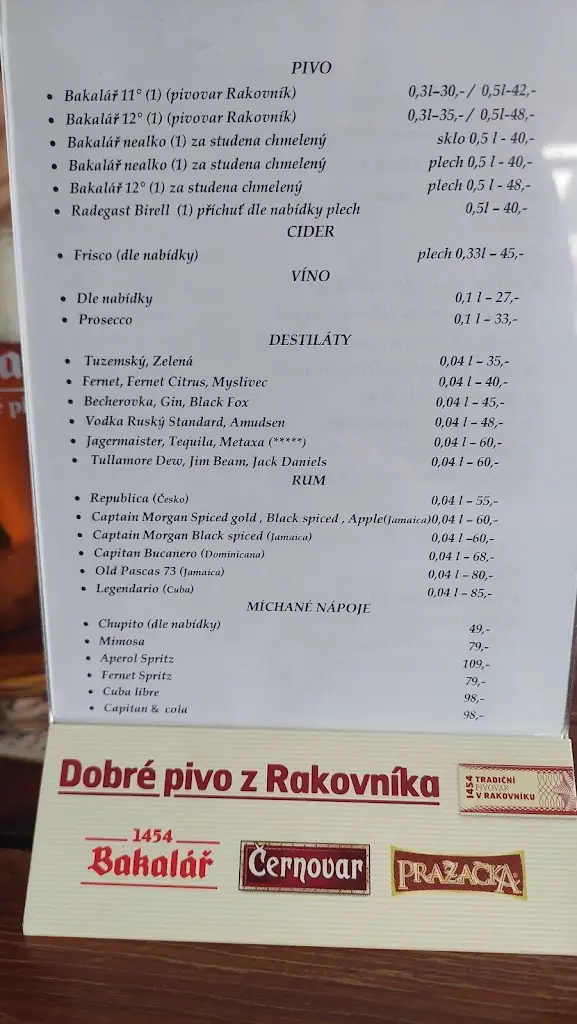 PIVO
Bakalář 11° (1) (pivovar Rakovník) 0,3l–30,- / 0,5l-42,-
Bakalář 12° (1) (pivovar Rakovník) 0,3l–35,- / 0,5l-48,-
Bakalář nealko (1) za studena chmelený sklo 0,5 l - 40,-
Bakalář nealko (1) za studena chmelený plech 0,5 l - 40,-
Bakalář 12° (1) za studena chmelený plech 0,5 l - 48,-
Radegast Birell (1) příchuť dle nabídky plech 0,5l – 40,-
CIDER
Frisco (dle nabídky) plech 0,33l – 45,-
VÍNO
Dle nabídky 0,1 l – 27,-
Prosecco 0,1 l – 33,-
DESTILÁTY
Tuzemský, Zelená 0,04 l – 35,-
Fernet, Fernet Citrus, Myslivec 0,04 l – 40,-
Becherovka, Gin, Black Fox 0,04 l – 45,-
Vodka Ruský Standard, Amudsen 0,04 l – 48,-
Jagermaister, Tequila, Metaxa (*****) 0,04 l – 60,-
Tullamore Dew, Jim Beam, Jack Daniels 0,04 l – 60,-
RUM
Republica (Česko) 0,04 l – 55,-
Captain Morgan Spiced gold , Black spiced , Apple(Jamaica)0,04 l – 60,-
Captain Morgan Black spiced (Jamaica) 0,04 l –60,-
Capitan Bucanero (Dominicana) 0,04 l – 68,-
Old Pascas 73 (Jamaica) 0,04 l – 80,-
Legendario (Cuba) 0,04 l – 85,-
MÍCHANÉ NÁPOJE
Chupito (dle nabídky) 49,-
Mimosa 79,-
Aperol Spritz 109,-
Fernet Spritz 79,-
Cuba libre 98,-
Capitan & cola 98,-
Dobré pivo z Rakovníka
1454 TRADIČNÍ
PIVOVAR
V RAKOVNÍKU
1454
Bakalář
Černovar
PRAŽAČKA